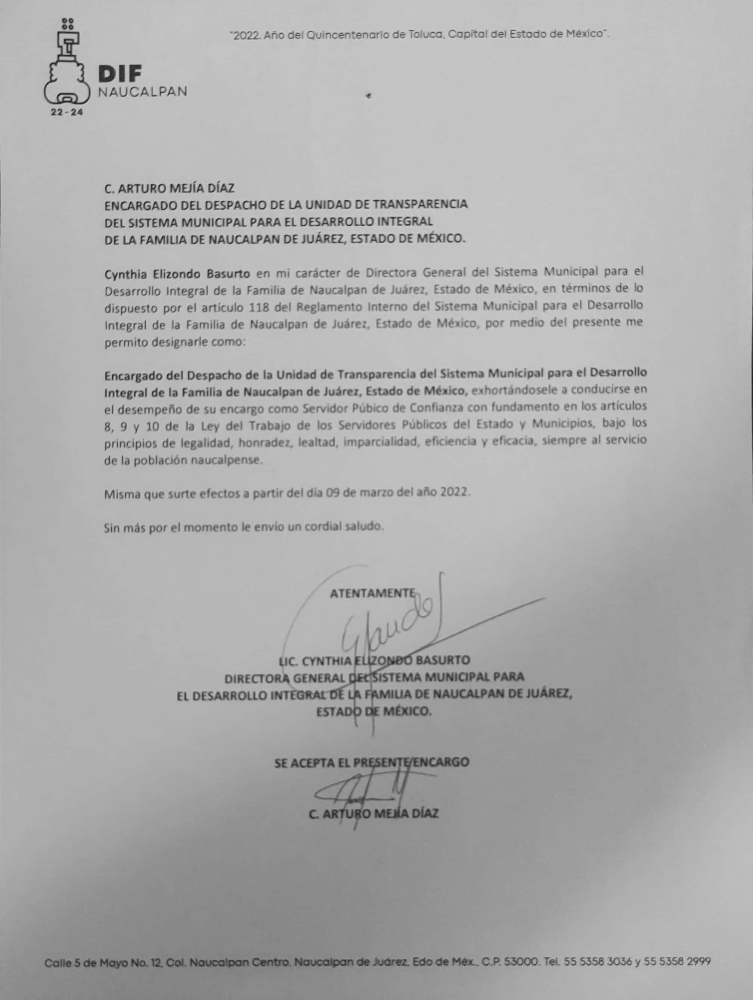 "2022. Año del Quincentenario de Toluca, Capital del Estado de México".
DIF
NAUCALPAN
22-24
C. ARTURO MEJÍA DÍAZ
ENCARGADO DEL DESPACHO DE LA UNIDAD DE TRANSPARENCIA
DEL SISTEMA MUNICIPAL PARA EL DESARROLLO INTEGRAL
DE LA FAMILIA DE NAUCALPAN DE JUÁREZ, ESTADO DE MÉXICO.
Cynthia Elizondo Basurto en mi carácter de Directora General del Sistema Municipal para el
Desarrollo Integral de la Familia de Naucalpan de Juárez, Estado de México, en términos de lo
dispuesto por el artículo 118 del Reglamento Interno del Sistema Municipal para el Desarrollo
Integral de la Familia de Naucalpan de Juárez, Estado de México, por medio del presente me
permito designarle como:
Encargado del Despacho de la Unidad de Transparencia del Sistema Municipal para el Desarrollo
Integral de la Familia de Naucalpan de Juárez, Estado de México, exhortándosele a conducirse en
el desempeño de su encargo como Servidor Púbico de Confianza con fundamento en los artículos
8, 9 y 10 de la Ley del Trabajo de los Servidores Públicos del Estado y Municipios, bajo los
principios de legalidad, honradez, lealtad, imparcialidad, eficiencia y eficacia, siempre al servicio
de la población naucalpense.
Misma que surte efectos a partir del día 09 de marzo del año 2022.
Sin más por el momento le envío un cordial saludo.
ATENTAMENTE
LIC. CYNTHIA ELIZONDO BASURTO
DIRECTORA GENERAL DEL SISTEMA MUNICIPAL PARA
EL DESARROLLO INTEGRAL DE LA FAMILIA DE NAUCALPAN DE JUÁREZ,
ESTADO DE MÉXICO.
SE ACEPTA EL PRESENTE ENCARGO
C. ARTURO MEJÍA DÍAZ
Calle 5 de Mayo No. 12, Col. Naucalpan Centro, Naucalpan de Juárez, Edo de Méx., C.P. 53000. Tel. 55 5358 3036 y 55 5358 2999